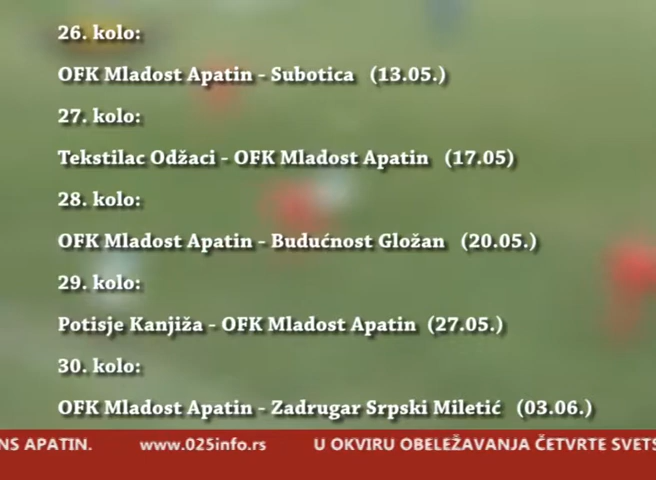 26. kolo:
OFK Mladost Apatin - Subotica (13.05.)
27. kolo:
Tekstilac Odžaci - OFK Mladost Apatin (17.05)
28. kolo:
OFK Mladost Apatin - Budućnost Gložan (20.05.)
29. kolo:
Potisje Kanjiža - OFK Mladost Apatin (27.05.)
30. kolo:
OFK Mladost Apatin - Zadrugar Srpski Miletić (03.06.)
NS APATIN. www.025info.rs U OKVIRU OBELEŽAVANJA ČETVRTE SVETS